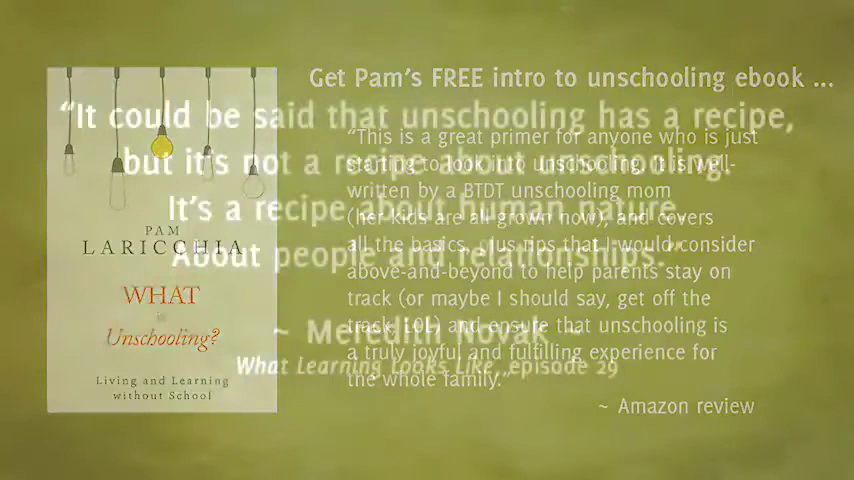 Get Pam's FREE intro to unschooling ebook ...
"It could be said that unschooling has a recipe,
but it's not a recipe about unschooling.
It's a recipe about human nature.
About people and relationships."
~ Meredith Novak ~
What Learning Looks Like, episode 29
"This is a great primer for anyone who is just
starting to look into unschooling. It is well-
written by a BTDT unschooling mom
(her kids are all grown now), and covers
all the basics, plus tips that I would consider
above-and-beyond to help parents stay on
track (or maybe I should say, get off the
track, LOL) and ensure that unschooling is
a truly joyful and fulfilling experience for
the whole family."
~ Amazon review
PAM
LARICCHIA
WHAT
is
Unschooling?
Living and Learning
without School